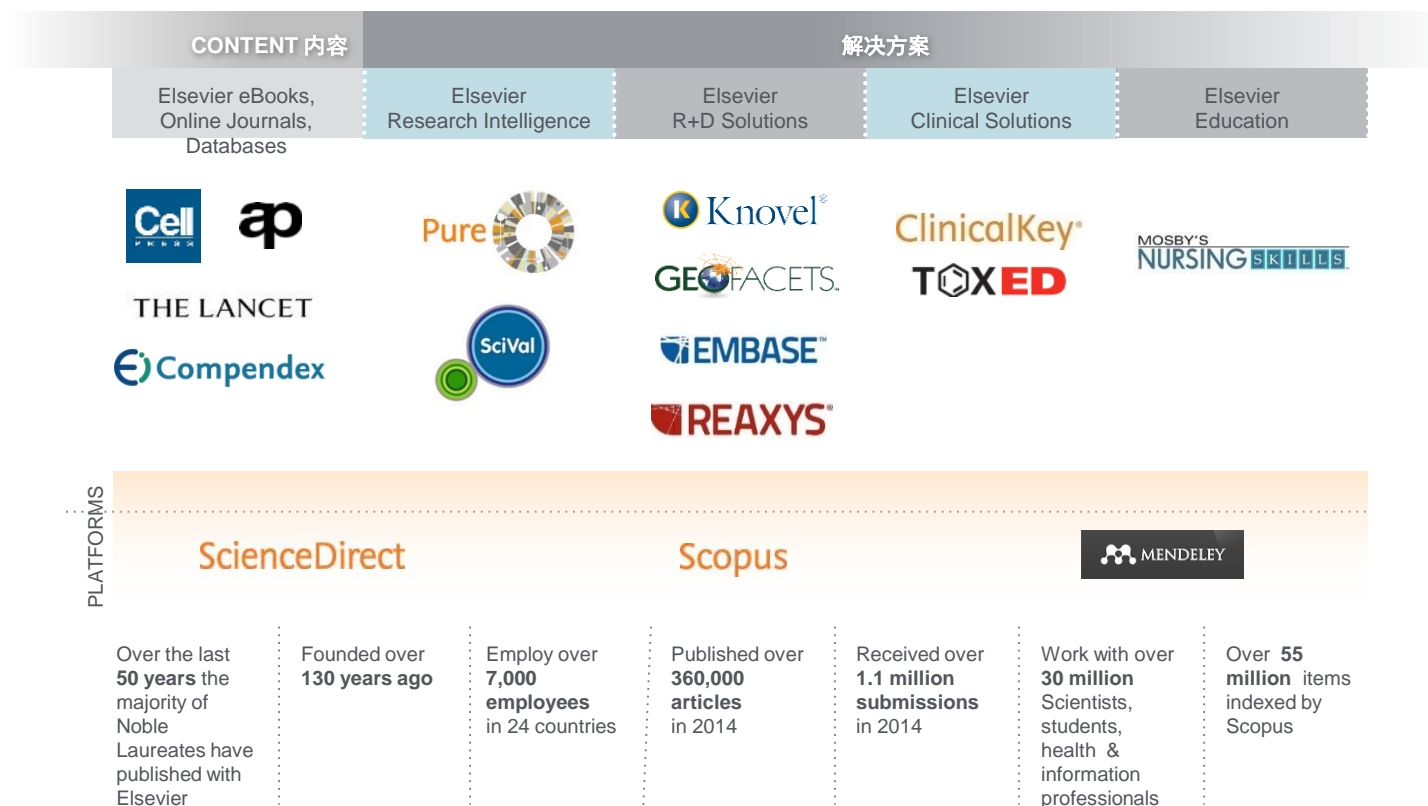 CONTENT 内容
解决方案
Elsevier eBooks,
Online Journals,
Databases
Elsevier
Research Intelligence
Elsevier
R+D Solutions
Elsevier
Clinical Solutions
Elsevier
Education
Cell
PRESS
ap
THE LANCET
Ei Compendex
Pure
SciVal
K Knovel®
GEOFACETS™
EMBASE™
REAXYS®
ClinicalKey®
TOXED
MOSBY'S
NURSING SKILLS™
PLATFORMS
ScienceDirect
Scopus
MENDELEY
Over the last
50 years the
majority of
Noble
Laureates have
published with
Elsevier
Founded over
130 years ago
Employ over
7,000
employees
in 24 countries
Published over
360,000
articles
in 2014
Received over
1.1 million
submissions
in 2014
Work with over
30 million
Scientists,
students,
health &
information
professionals
Over 55
million items
indexed by
Scopus